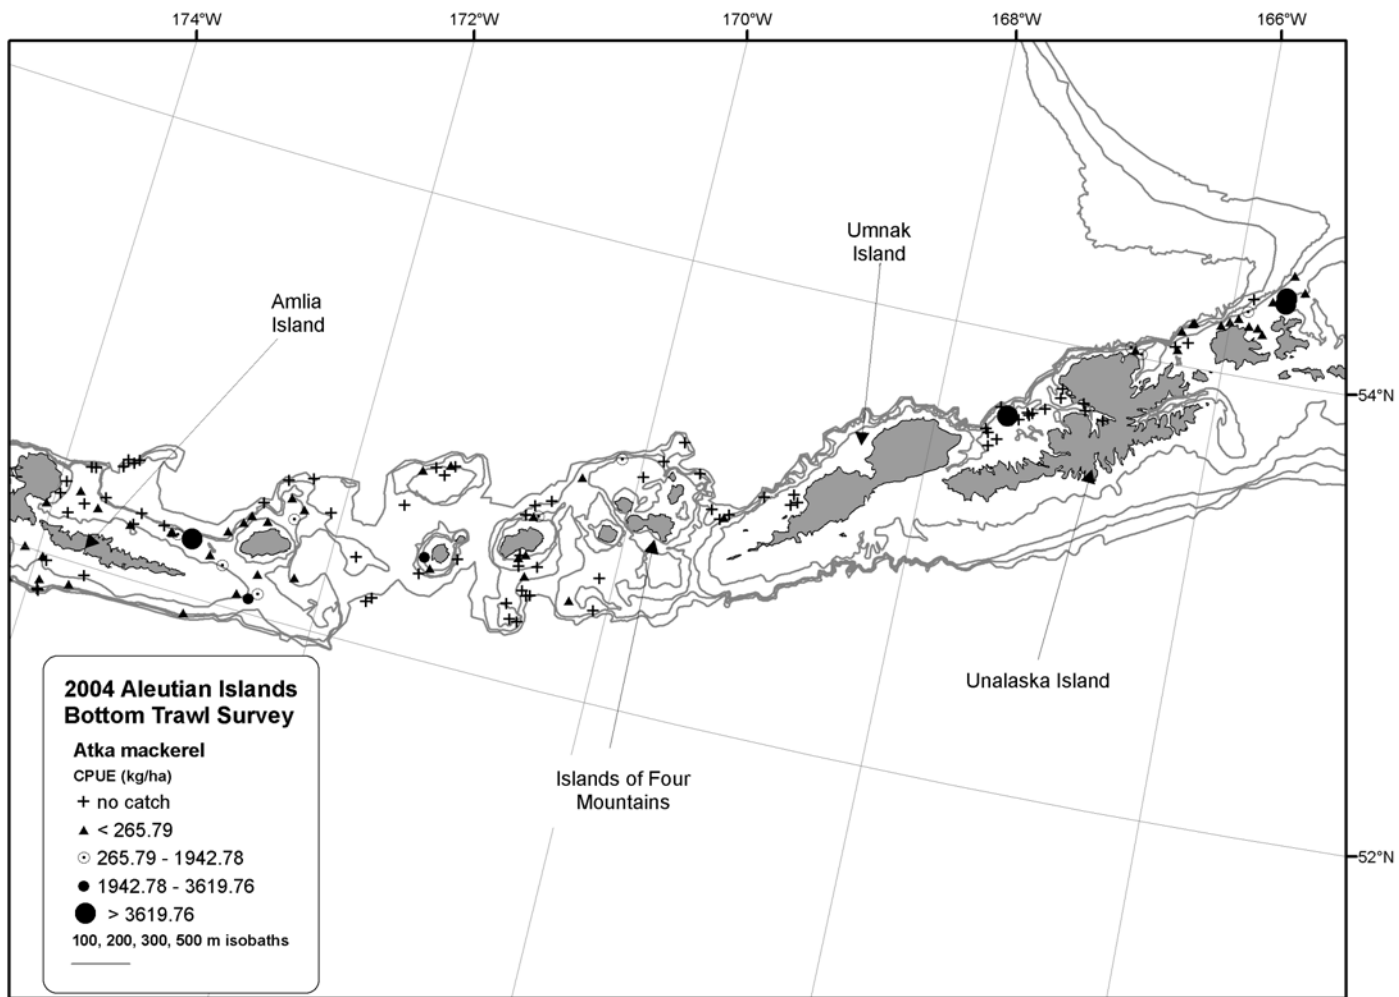 174°W
172°W
170°W
168°W
166°W
Umnak
Island
Amlia
Island
54°N
Unalaska Island
Islands of Four
Mountains
52°N
2004 Aleutian Islands
Bottom Trawl Survey
Atka mackerel
CPUE (kg/ha)
no catch
< 265.79
265.79 - 1942.78
1942.78 - 3619.76
> 3619.76
100, 200, 300, 500 m isobaths